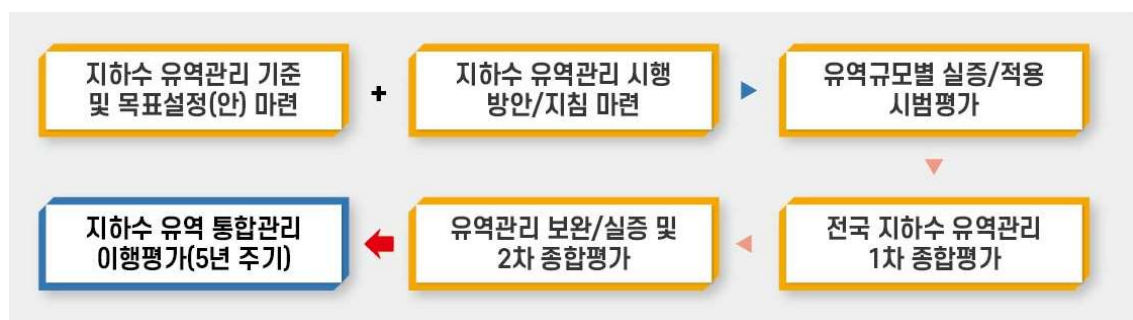 지하수 유역관리 기준
및 목표설정(안) 마련
+
지하수 유역관리 시행
방안/지침 마련
유역규모별 실증/적용
시범평가
지하수 유역 통합관리
이행평가(5년 주기)
유역관리 보완/실증 및
2차 종합평가
전국 지하수 유역관리
1차 종합평가